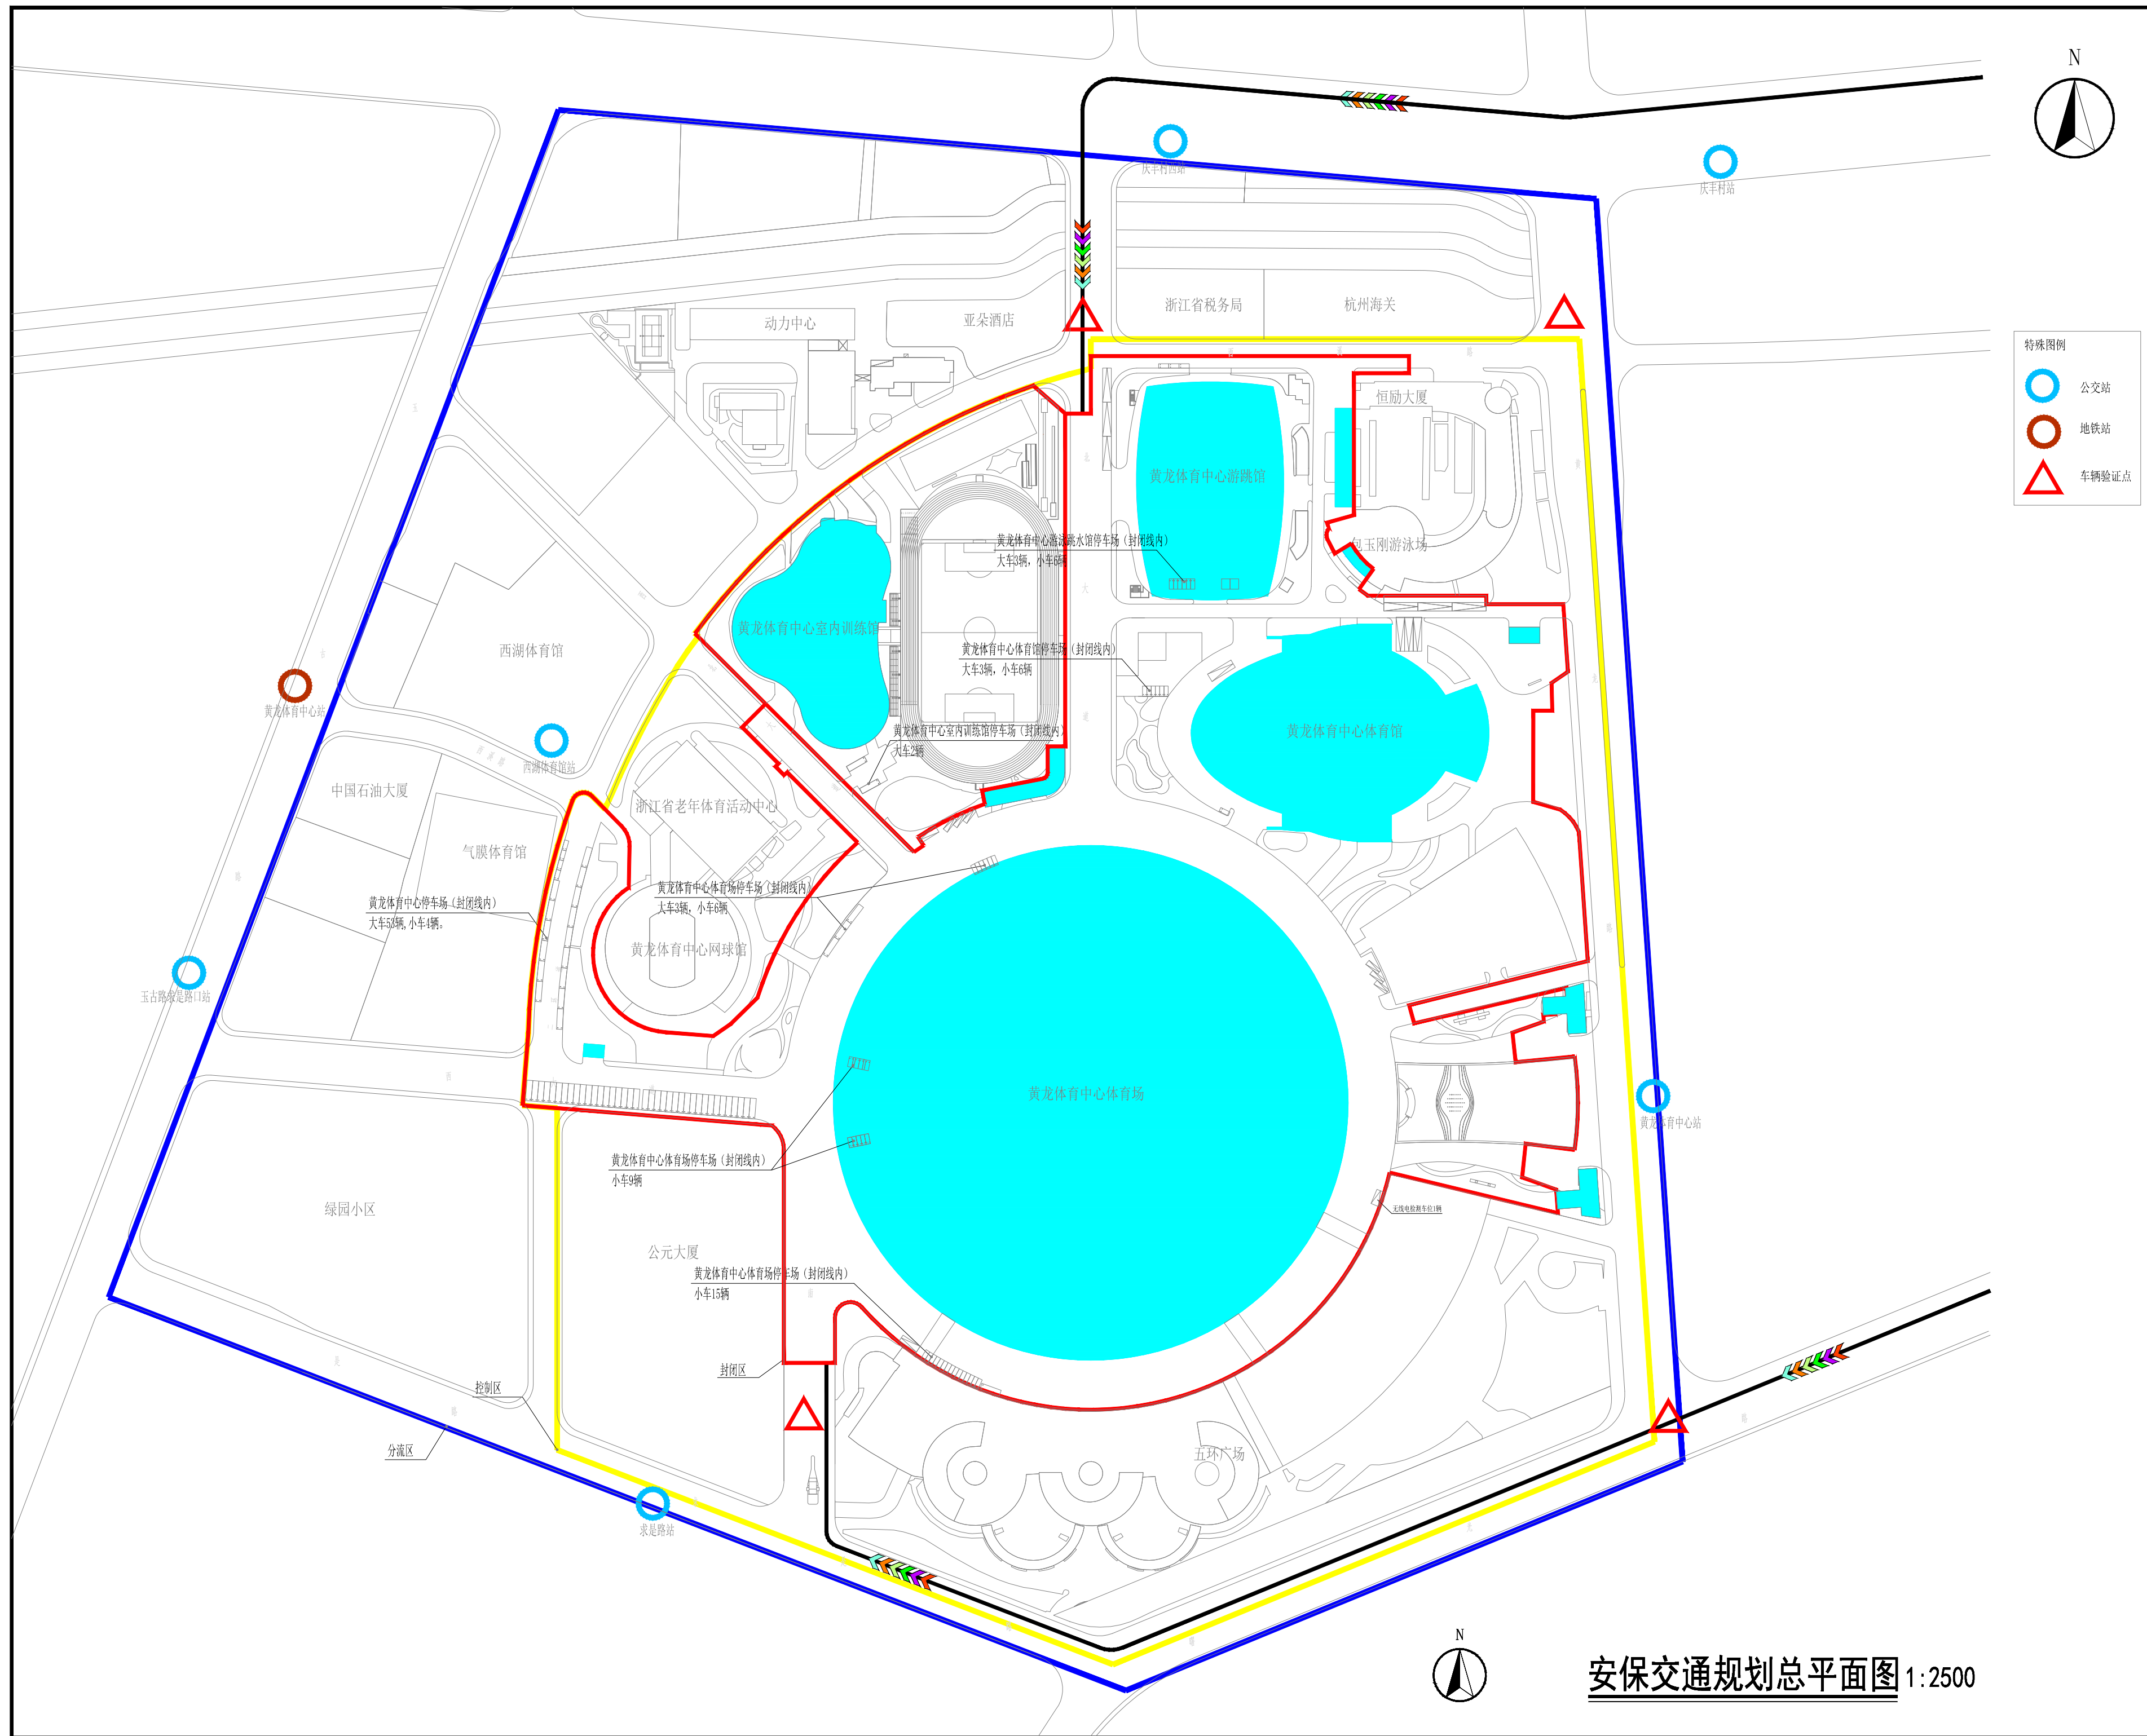 N
庆丰村西站
庆丰村站
特殊图例
公交站
地铁站
车辆验证点
动力中心
亚朵酒店
浙江省税务局
杭州海关
恒励大厦
黄龙体育中心游跳馆
包玉刚游泳场
黄龙体育中心游泳跳水馆停车场（封闭线内）
大车3辆，小车6辆
黄龙体育中心室内训练馆
黄龙体育中心体育馆停车场（封闭线内）
大车3辆，小车6辆
西湖体育馆
黄龙体育中心站
黄龙体育中心室内训练馆停车场（封闭线内）
大车2辆
黄龙体育中心体育馆
西湖体育馆站
中国石油大厦
浙江省老年体育活动中心
气膜体育馆
黄龙体育中心体育场停车场（封闭线内）
大车3辆，小车6辆
黄龙体育中心停车场（封闭线内）
大车53辆,小车4辆。
黄龙体育中心网球馆
玉古路求是路口站
黄龙体育中心体育场
黄龙体育中心站
黄龙体育中心体育场停车场（封闭线内）
小车9辆
绿园小区
无线电检测车位1辆
公元大厦
黄龙体育中心体育场停车场（封闭线内）
小车15辆
封闭区
控制区
分流区
五环广场
求是路站
N
安保交通规划总平面图 1:2500